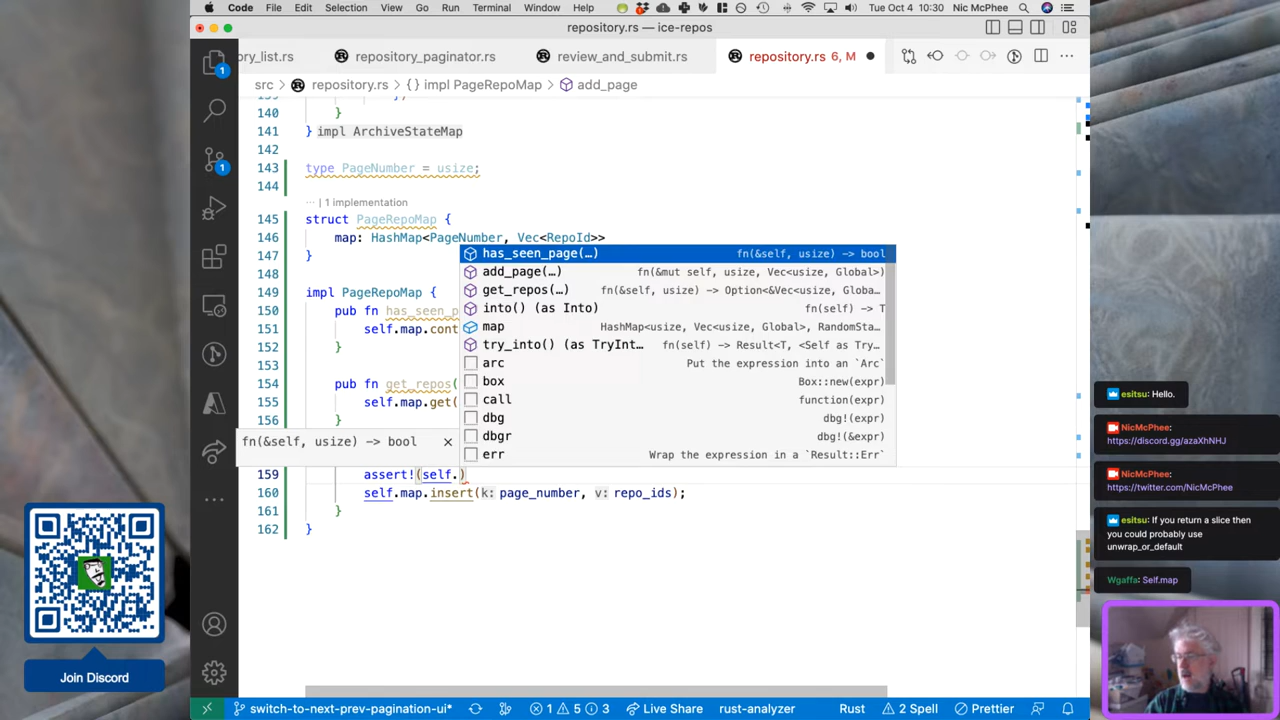 Code File Edit Selection View Go Run Terminal Window Help Tue Oct 4 10:30 Nic McPhee
repository.rs — ice-repos
ory_list.rs repository_paginator.rs review_and_submit.rs repository.rs 6, M
src > repository.rs > {} impl PageRepoMap > add_page
140 }
141 } impl ArchiveStateMap
142
143 type PageNumber = usize;
144
1 implementation
145 struct PageRepoMap {
146 map: HashMap<PageNumber, Vec<RepoId>>
147 }
148
149 impl PageRepoMap {
150 pub fn has_seen_p
151 self.map.cont
152 }
153
154 pub fn get_repos(
155 self.map.get(
156 }
has_seen_page(…) fn(&self, usize) -> bool
add_page(…) fn(&mut self, usize, Vec<usize, Global>)
get_repos(…) fn(&self, usize) -> Option<&Vec<usize, Globa…
into() (as Into) fn(self) -> T
map HashMap<usize, Vec<usize, Global>, RandomSta…
try_into() (as TryInt… fn(self) -> Result<T, <Self as Try…
arc Put the expression into an `Arc`
box Box::new(expr)
call function(expr)
dbg dbg!(expr)
dbgr dbg!(&expr)
err Wrap the expression in a `Result::Err`
fn(&self, usize) -> bool
159 assert!(self.)
160 self.map.insert(k: page_number, v: repo_ids);
161 }
162 }
1
1
esitsu: Hello.
NicMcPhee:
https://discord.gg/azaXhNHJ
NicMcPhee:
https://twitter.com/NicMcPhee
esitsu: If you return a slice then
you could probably use
unwrap_or_default
Wgaffa: Self.map
Join Discord
switch-to-next-prev-pagination-ui* 1 5 3 Live Share rust-analyzer Rust 2 Spell Prettier